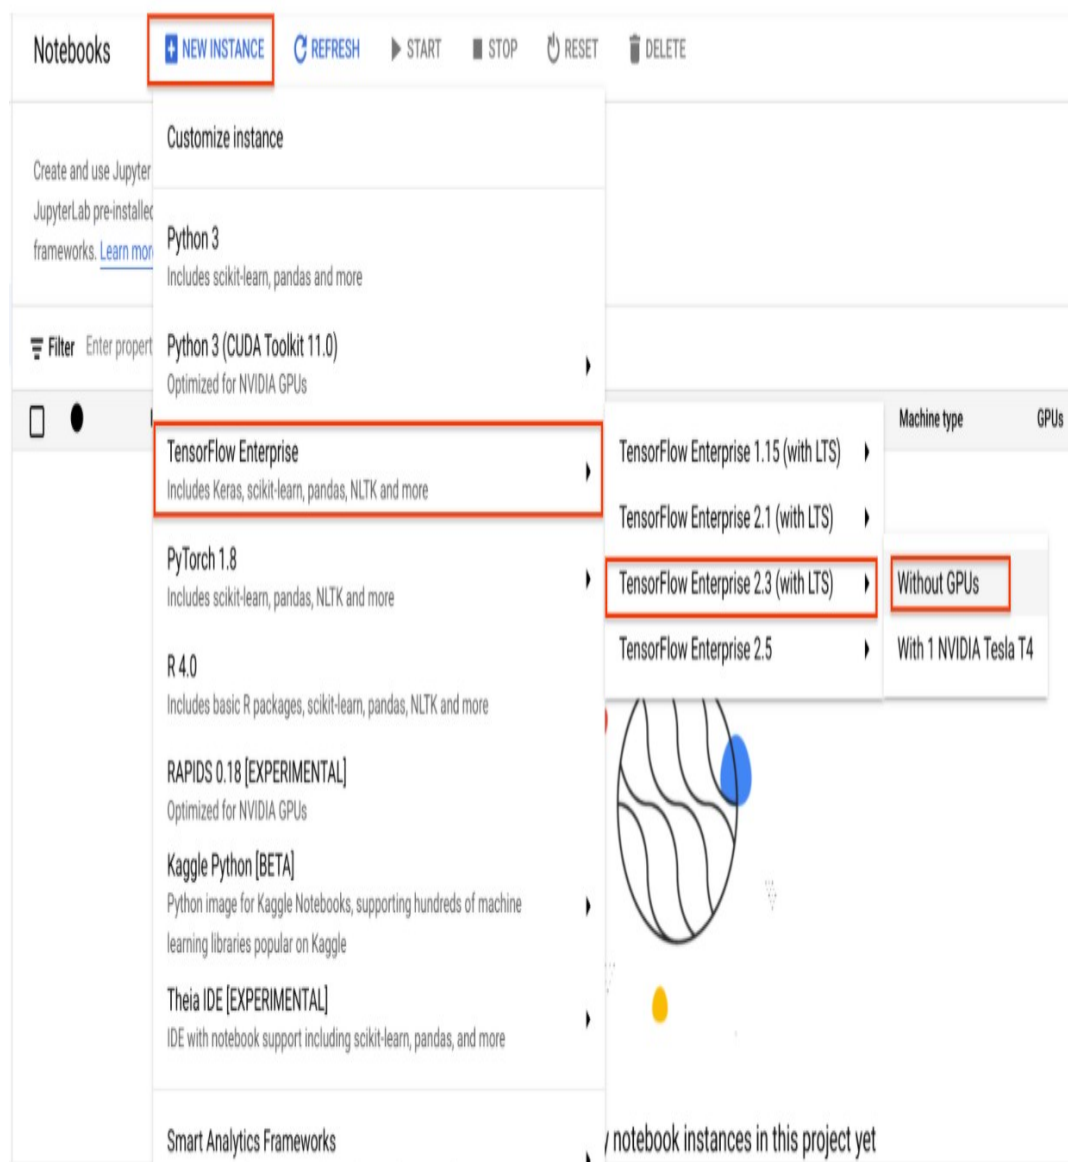 Notebooks
NEW INSTANCE
REFRESH
START
STOP
RESET
DELETE
Customize instance
Create and use Jupyter
JupyterLab pre-installed
frameworks. Learn more
Python 3
Includes scikit-learn, pandas and more
Filter Enter propert
Python 3 (CUDA Toolkit 11.0)
Optimized for NVIDIA GPUs
Machine type
GPUs
TensorFlow Enterprise
Includes Keras, scikit-learn, pandas, NLTK and more
TensorFlow Enterprise 1.15 (with LTS)
TensorFlow Enterprise 2.1 (with LTS)
TensorFlow Enterprise 2.3 (with LTS)
TensorFlow Enterprise 2.5
Without GPUs
With 1 NVIDIA Tesla T4
PyTorch 1.8
Includes scikit-learn, pandas, NLTK and more
R 4.0
Includes basic R packages, scikit-learn, pandas, NLTK and more
RAPIDS 0.18 [EXPERIMENTAL]
Optimized for NVIDIA GPUs
Kaggle Python [BETA]
Python image for Kaggle Notebooks, supporting hundreds of machine
learning libraries popular on Kaggle
Theia IDE [EXPERIMENTAL]
IDE with notebook support including scikit-learn, pandas, and more
Smart Analytics Frameworks
notebook instances in this project yet